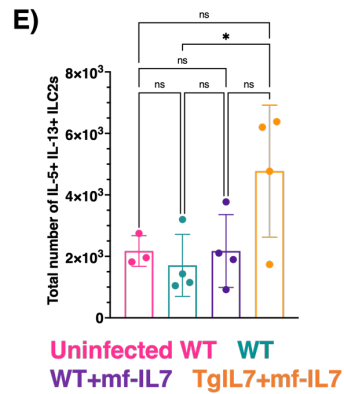 E)
ns
*
ns
ns ns ns
Total number of IL-5+ IL-13+ ILC2s
8×10³
6×10³
4×10³
2×10³
0
Uninfected WT WT
WT+mf-IL7 TgIL7+mf-IL7